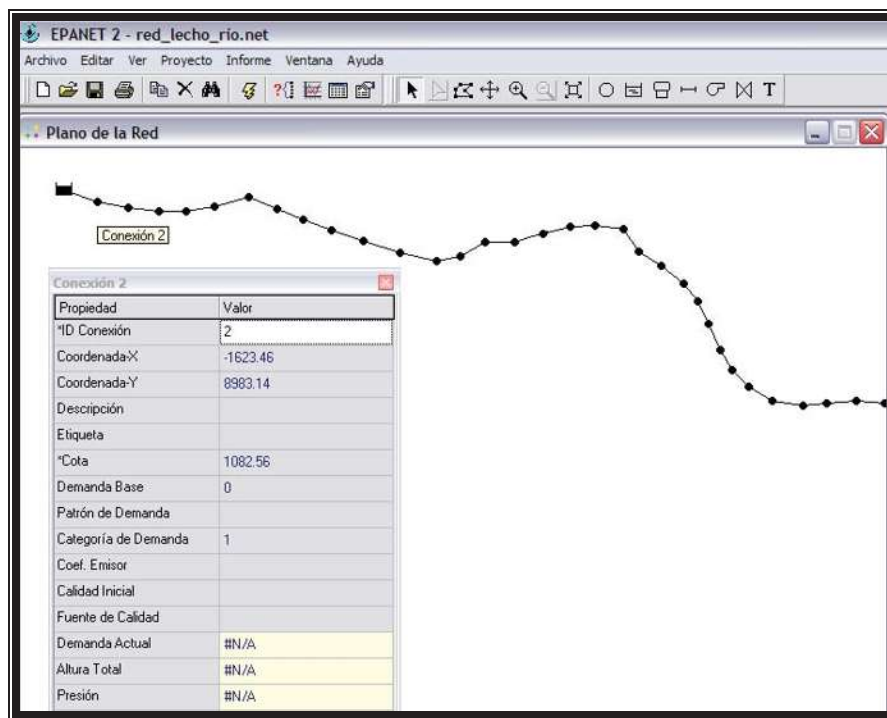 EPANET 2 - red_lecho_río.net
Archivo Editar Ver Proyecto Informe Ventana Ayuda
T
Plano de la Red
Conexión 2
Conexión 2
Propiedad Valor
*ID Conexión 2
Coordenada-X -1623.46
Coordenada-Y 8983.14
Descripción
Etiqueta
*Cota 1082.56
Demanda Base 0
Patrón de Demanda
Categoría de Demanda 1
Coef. Emisor
Calidad Inicial
Fuente de Calidad
Demanda Actual #N/A
Altura Total #N/A
Presión #N/A